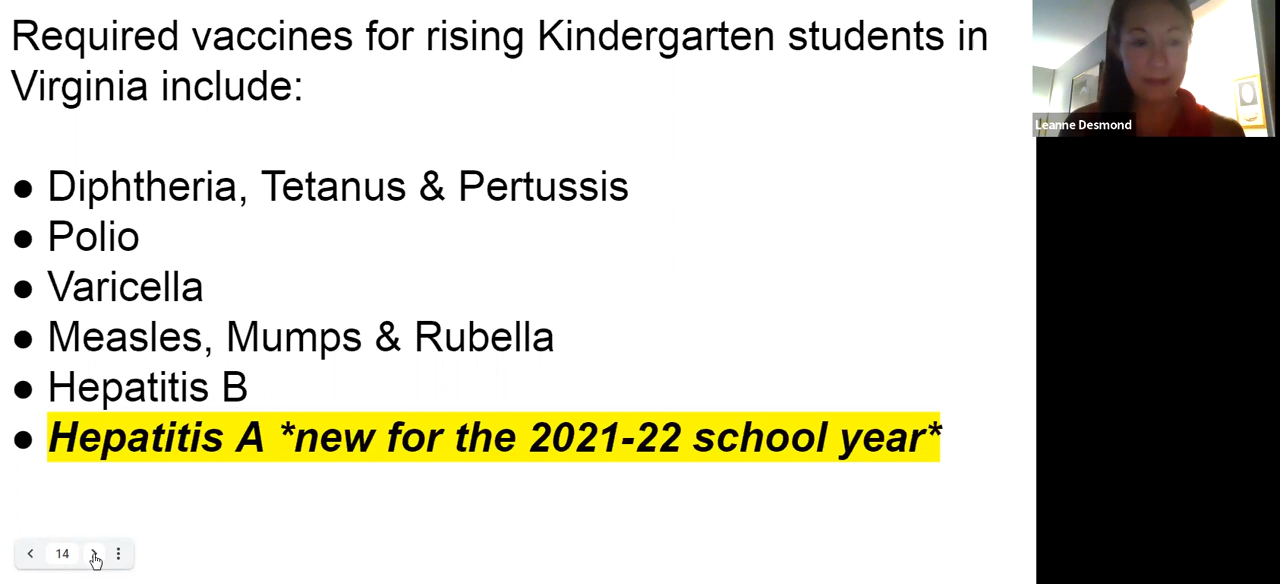 Required vaccines for rising Kindergarten students in
Virginia include:
● Diphtheria, Tetanus & Pertussis
● Polio
● Varicella
● Measles, Mumps & Rubella
● Hepatitis B
● Hepatitis A *new for the 2021-22 school year*
14
Leanne Desmond